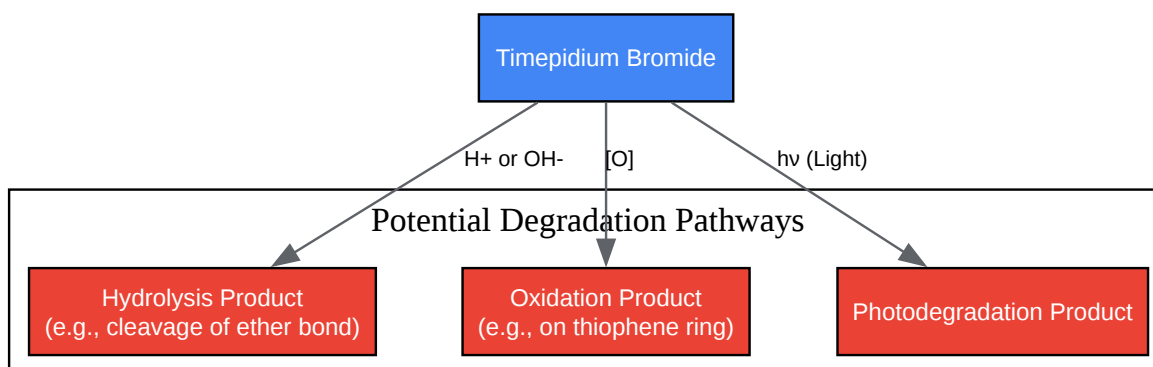 Timepidium Bromide
H+ or OH-
[O]
hν (Light)
Potential Degradation Pathways
Hydrolysis Product
(e.g., cleavage of ether bond)
Oxidation Product
(e.g., on thiophene ring)
Photodegradation Product